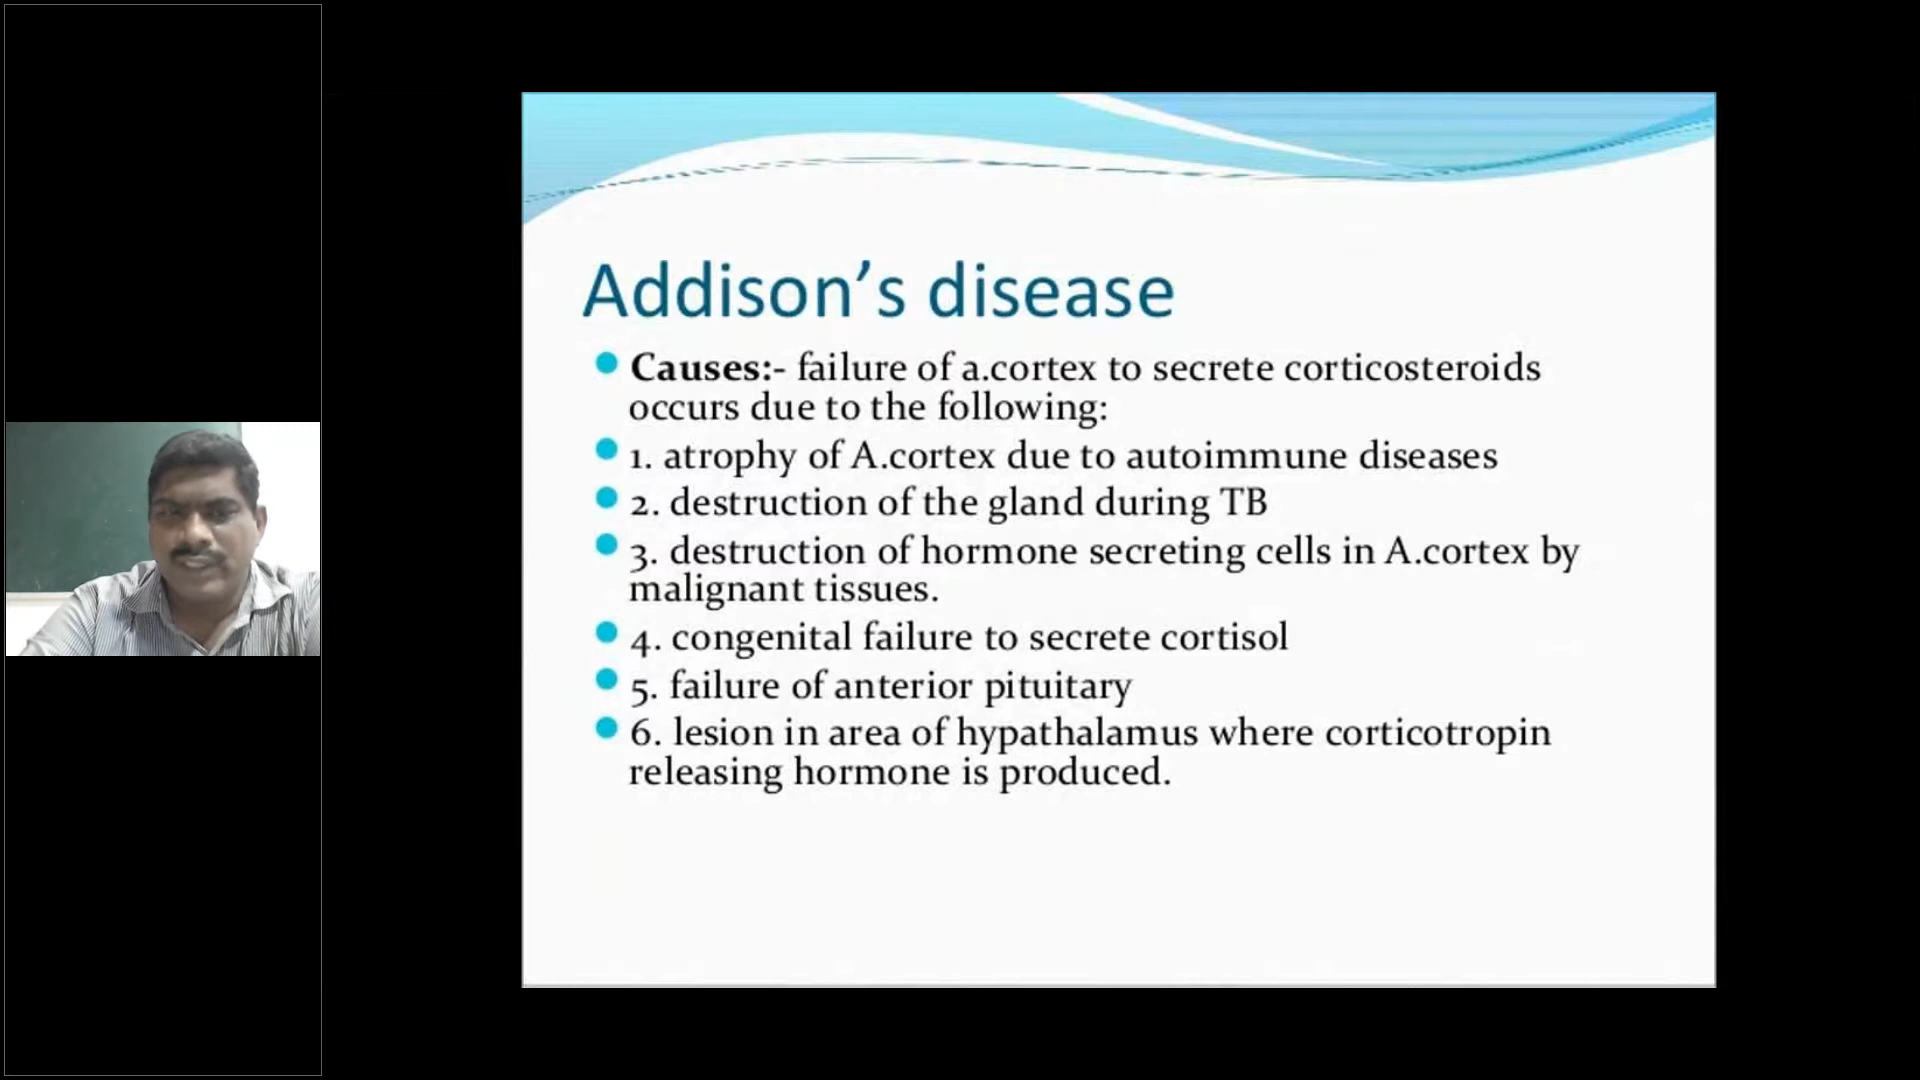 Addison’s disease
Causes:- failure of a.cortex to secrete corticosteroids
occurs due to the following:
1. atrophy of A.cortex due to autoimmune diseases
2. destruction of the gland during TB
3. destruction of hormone secreting cells in A.cortex by
malignant tissues.
4. congenital failure to secrete cortisol
5. failure of anterior pituitary
6. lesion in area of hypathalamus where corticotropin
releasing hormone is produced.